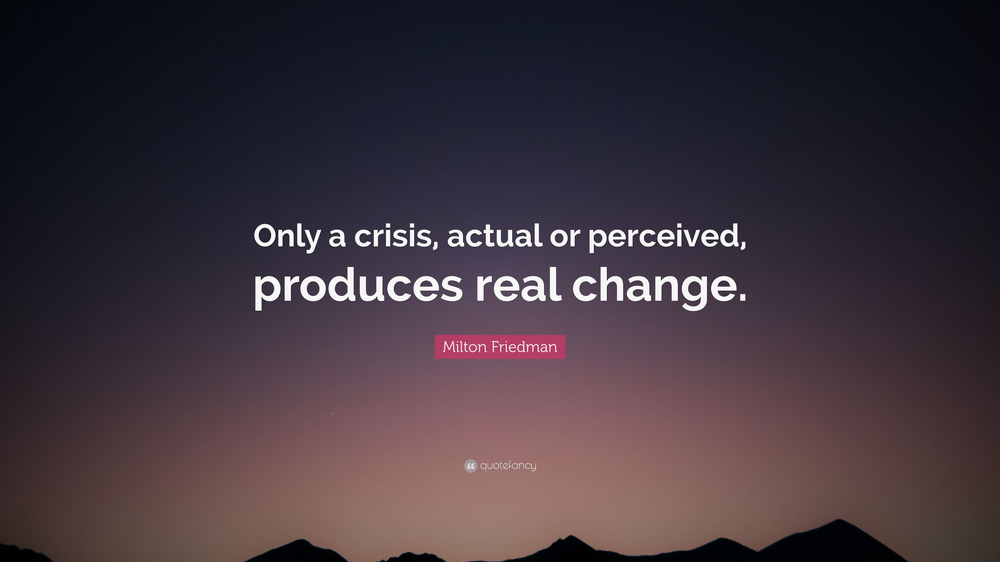 Only a crisis, actual or perceived,
produces real change.
Milton Friedman
quotefancy